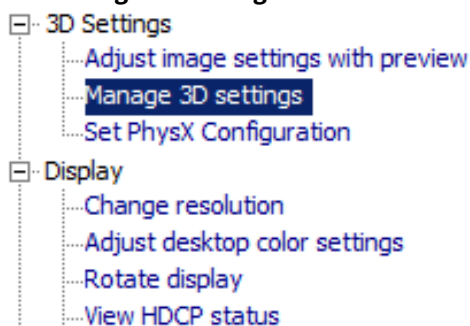 3D Settings
Adjust image settings with preview
Manage 3D settings
Set PhysX Configuration
Display
Change resolution
Adjust desktop color settings
Rotate display
View HDCP status